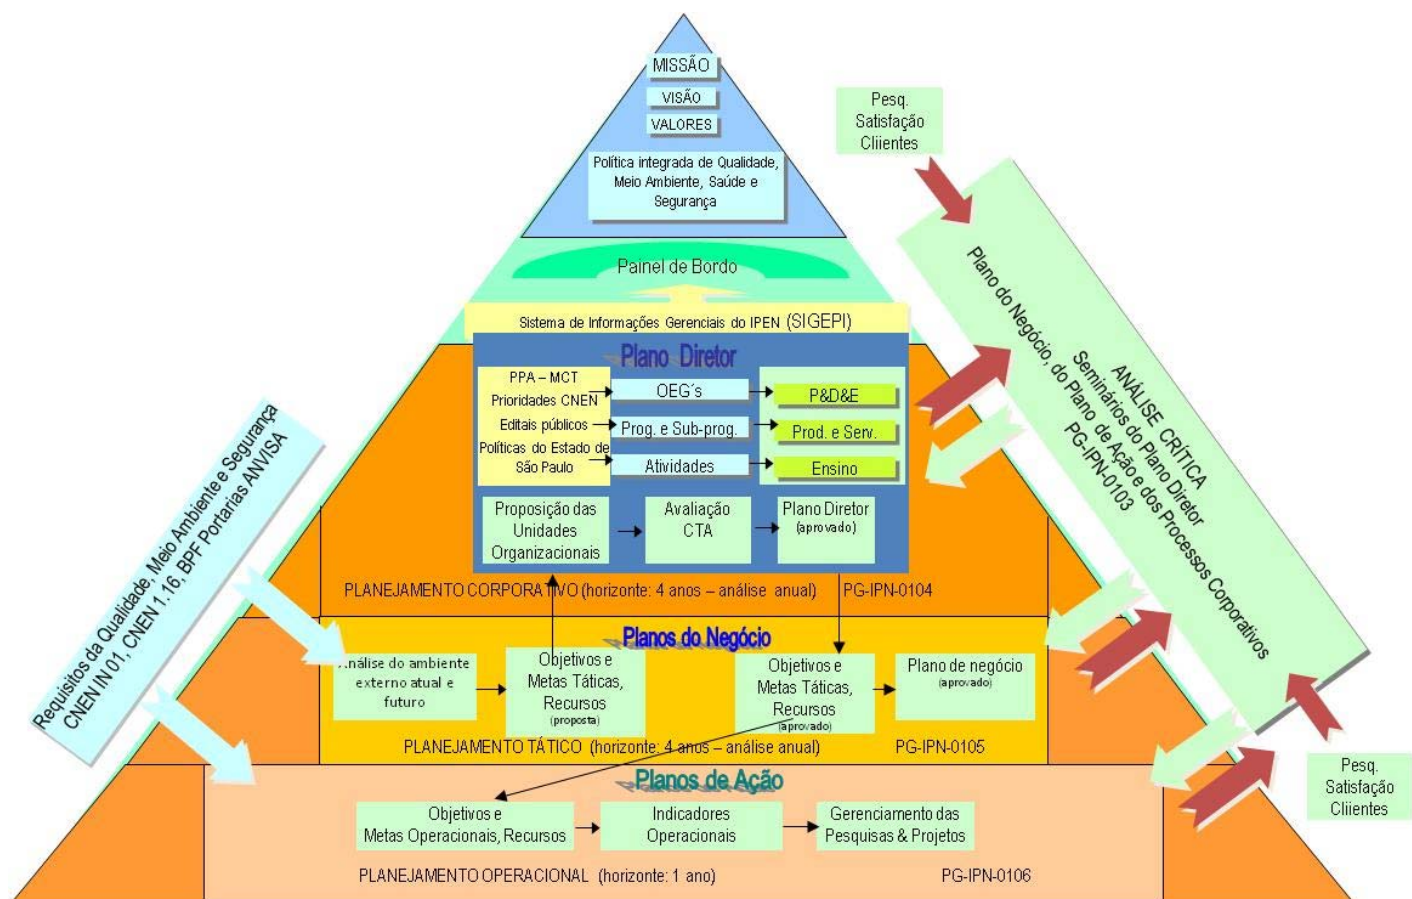 MISSÃO
VISÃO
VALORES
Política integrada de Qualidade,
Meio Ambiente, Saúde e
Segurança
Pesq.
Satisfação
Cliientes
Painel de Bordo
Sistema de Informações Gerenciais do IPEN (SIGEPI)
Plano Diretor
PPA – MCT
Prioridades CNEN
Editais públicos
Políticas do Estado de
São Paulo
OEG´s
Prog. e Sub-prog.
Atividades
P&D&E
Prod. e Serv.
Ensino
Proposição das
Unidades
Organizacionais
Avaliação
CTA
Plano Diretor
(aprovado)
PLANEJAMENTO CORPORATIVO (horizonte: 4 anos – análise anual) PG-IPN-0104
ANÁLISE CRÍTICA
Seminários do Plano Diretor
Plano do Negócio, do Plano de Ação e dos Processos Corporativos
PG-IPN-0103
Requisitos da Qualidade, Meio Ambiente e Segurança
CNEN IN 01, CNEN 1.16, BPF Portarias ANVISA
Planos do Negócio
Análise do ambiente
externo atual e
futuro
Objetivos e
Metas Táticas,
Recursos
(proposta)
Objetivos e
Metas Táticas,
Recursos
(aprovado)
Plano de negócio
(aprovado)
PLANEJAMENTO TÁTICO (horizonte: 4 anos – análise anual) PG-IPN-0105
Planos de Ação
Objetivos e
Metas Operacionais, Recursos
Indicadores
Operacionais
Gerenciamento das
Pesquisas & Projetos
PLANEJAMENTO OPERACIONAL (horizonte: 1 ano) PG-IPN-0106
Pesq.
Satisfação
Cliientes